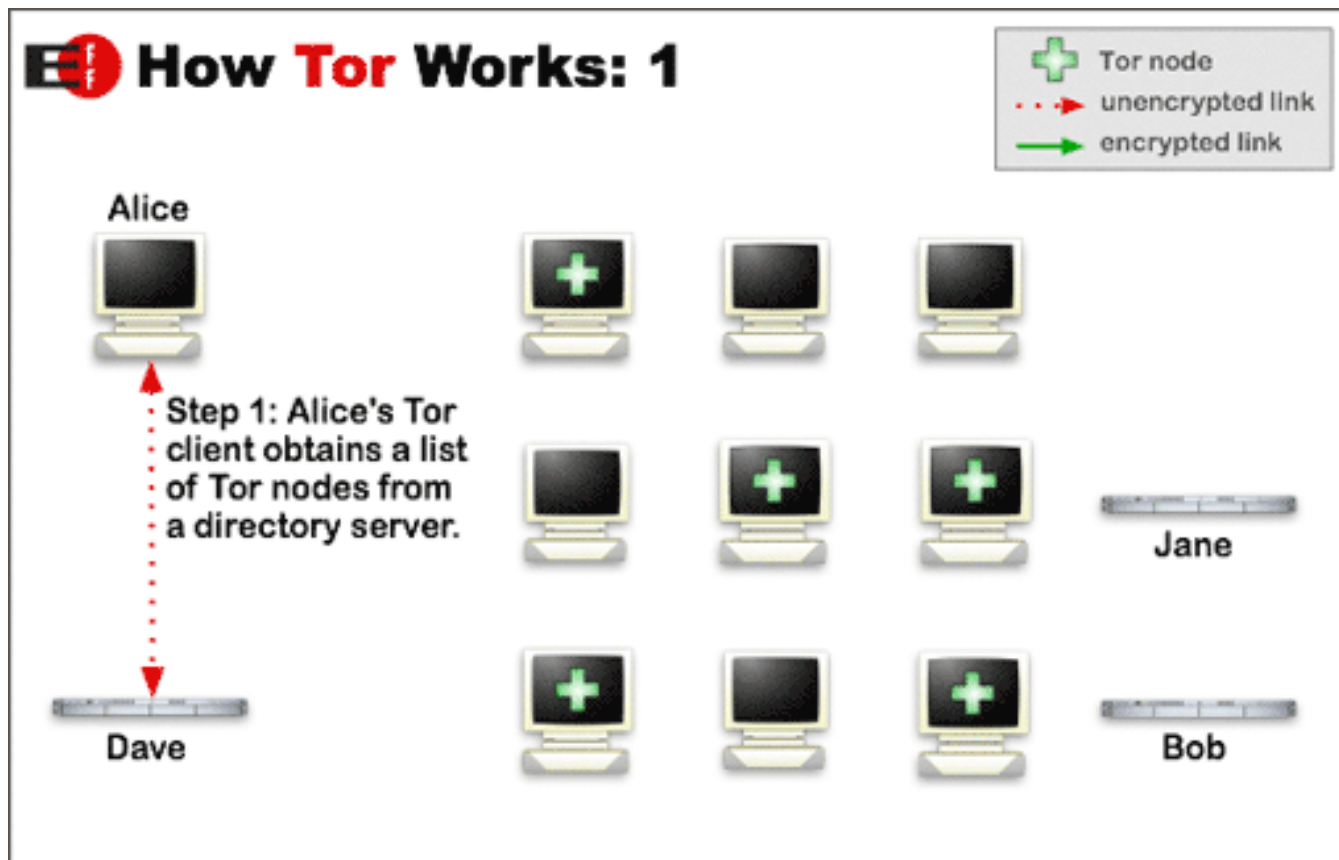 EFF How Tor Works: 1
Tor node
unencrypted link
encrypted link
Alice
Step 1: Alice's Tor
client obtains a list
of Tor nodes from
a directory server.
Jane
Dave
Bob